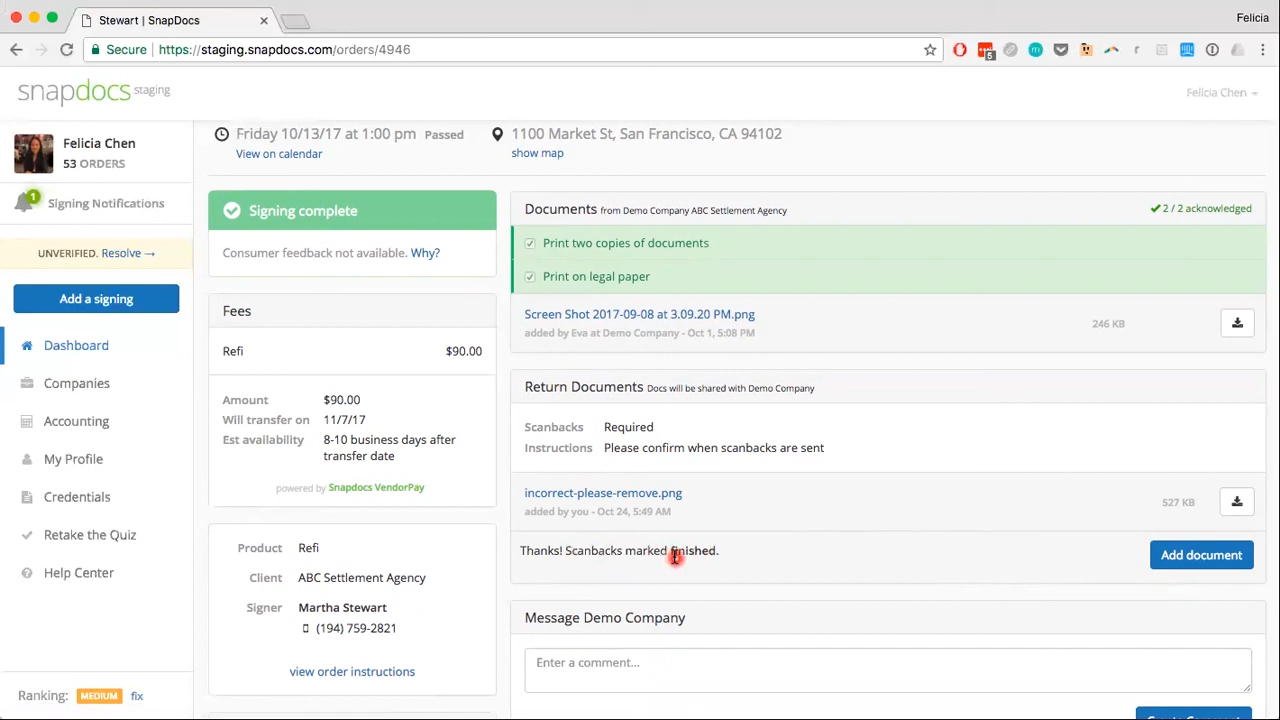 Stewart | SnapDocs
Felicia
Secure https://staging.snapdocs.com/orders/4946
5
snapdocs staging
Felicia Chen
Felicia Chen
53 ORDERS
1
Signing Notifications
UNVERIFIED. Resolve →
Add a signing
Dashboard
Companies
Accounting
My Profile
Credentials
Retake the Quiz
Help Center
Ranking: MEDIUM fix
Friday 10/13/17 at 1:00 pm Passed
View on calendar
1100 Market St, San Francisco, CA 94102
show map
Signing complete
Consumer feedback not available. Why?
Fees
Refi $90.00
Amount $90.00
Will transfer on 11/7/17
Est availability 8-10 business days after
transfer date
powered by Snapdocs VendorPay
Product Refi
Client ABC Settlement Agency
Signer Martha Stewart
(194) 759-2821
view order instructions
Documents from Demo Company ABC Settlement Agency
2 / 2 acknowledged
Print two copies of documents
Print on legal paper
Screen Shot 2017-09-08 at 3.09.20 PM.png
added by Eva at Demo Company - Oct 1, 5:08 PM
246 KB
Return Documents Docs will be shared with Demo Company
Scanbacks Required
Instructions Please confirm when scanbacks are sent
incorrect-please-remove.png
added by you - Oct 24, 5:49 AM
527 KB
Thanks! Scanbacks marked finished.
Add document
Message Demo Company
Enter a comment...
Create Comment